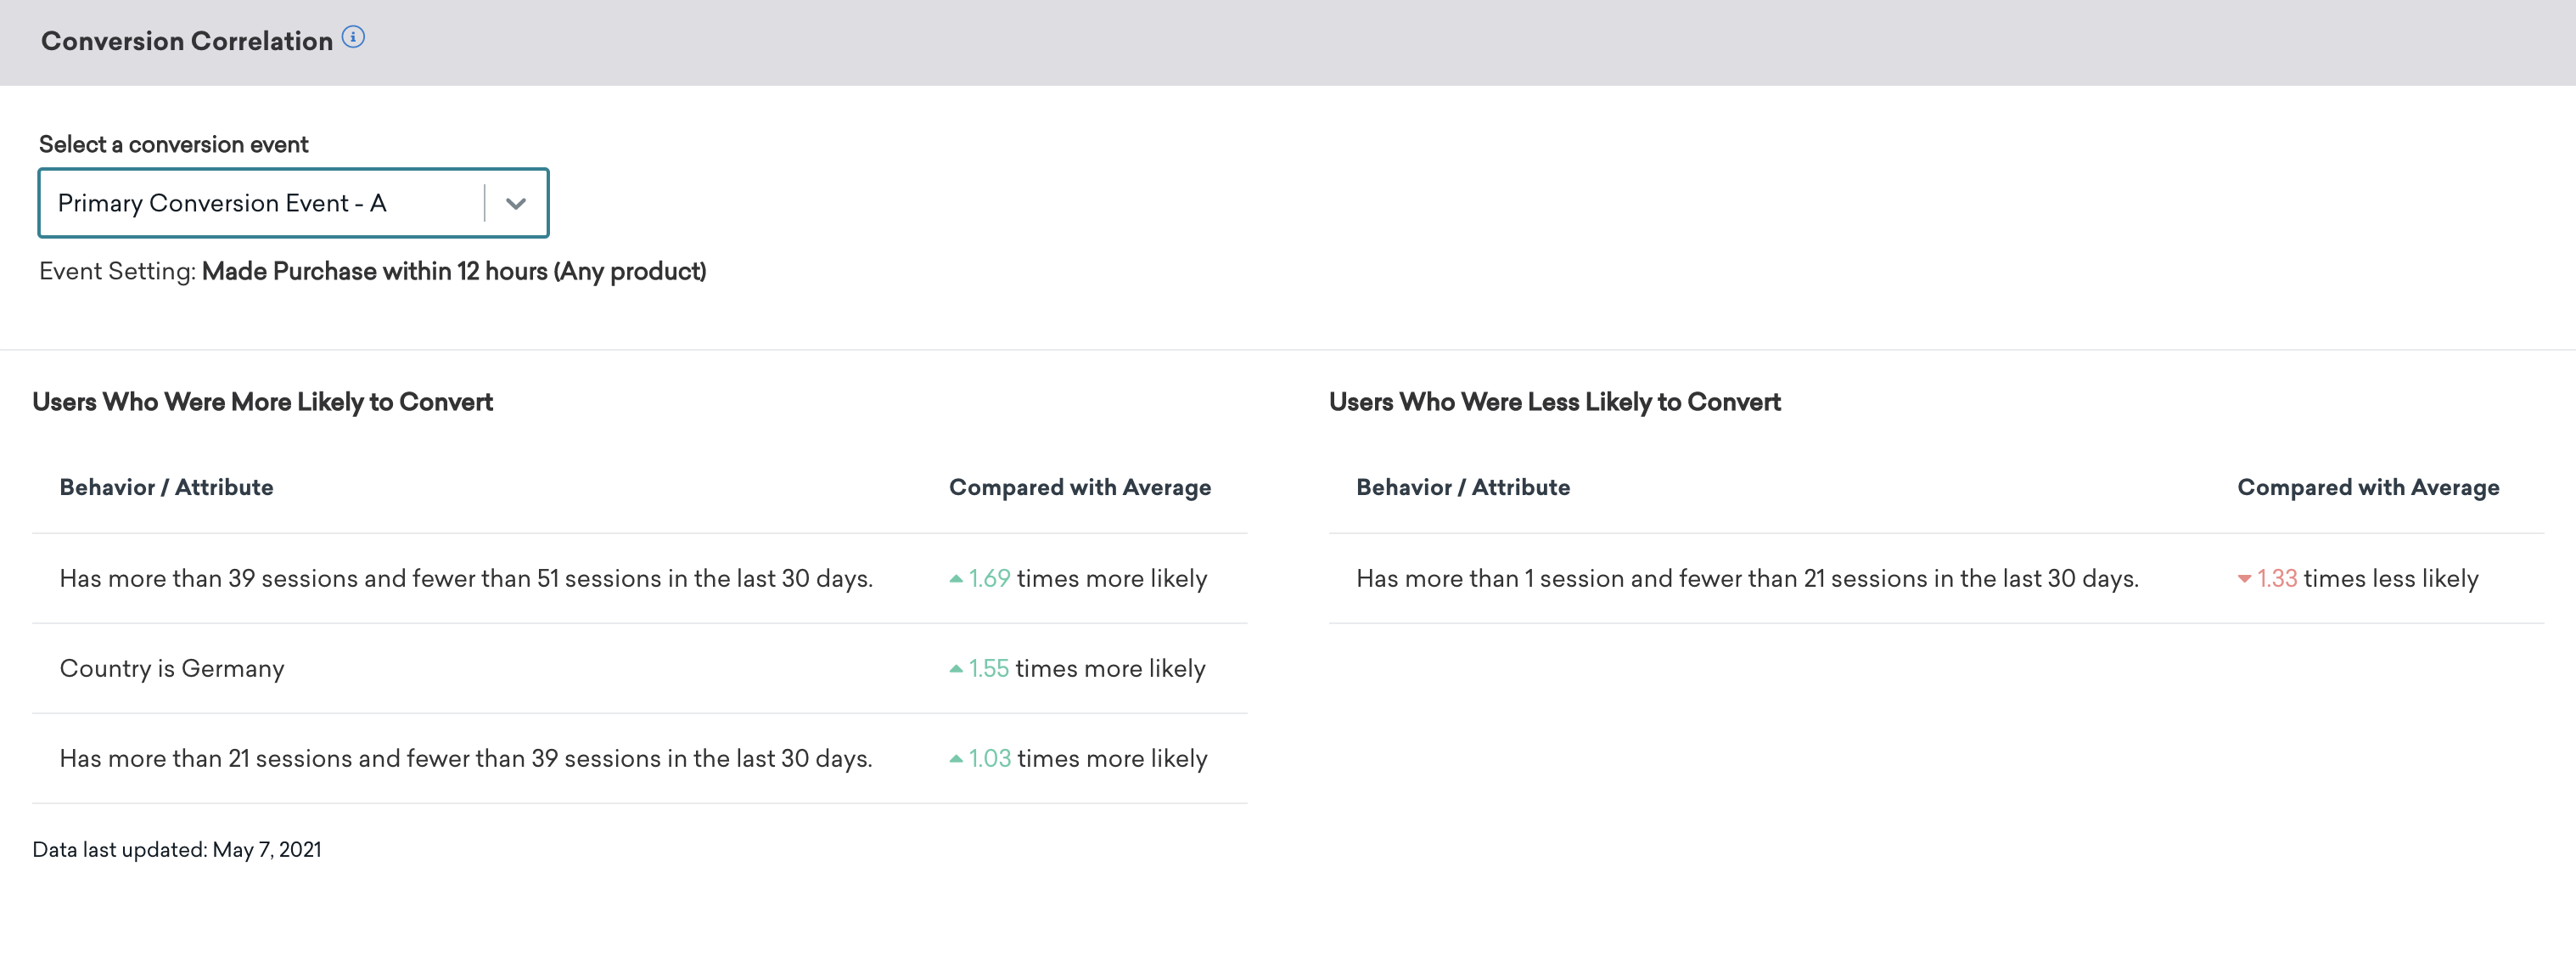 Conversion Correlation
Select a conversion event
Primary Conversion Event - A
Event Setting: Made Purchase within 12 hours (Any product)
Users Who Were More Likely to Convert
Behavior / Attribute Compared with Average
Has more than 39 sessions and fewer than 51 sessions in the last 30 days. 1.69 times more likely
Country is Germany 1.55 times more likely
Has more than 21 sessions and fewer than 39 sessions in the last 30 days. 1.03 times more likely
Data last updated: May 7, 2021
Users Who Were Less Likely to Convert
Behavior / Attribute Compared with Average
Has more than 1 session and fewer than 21 sessions in the last 30 days. 1.33 times less likely